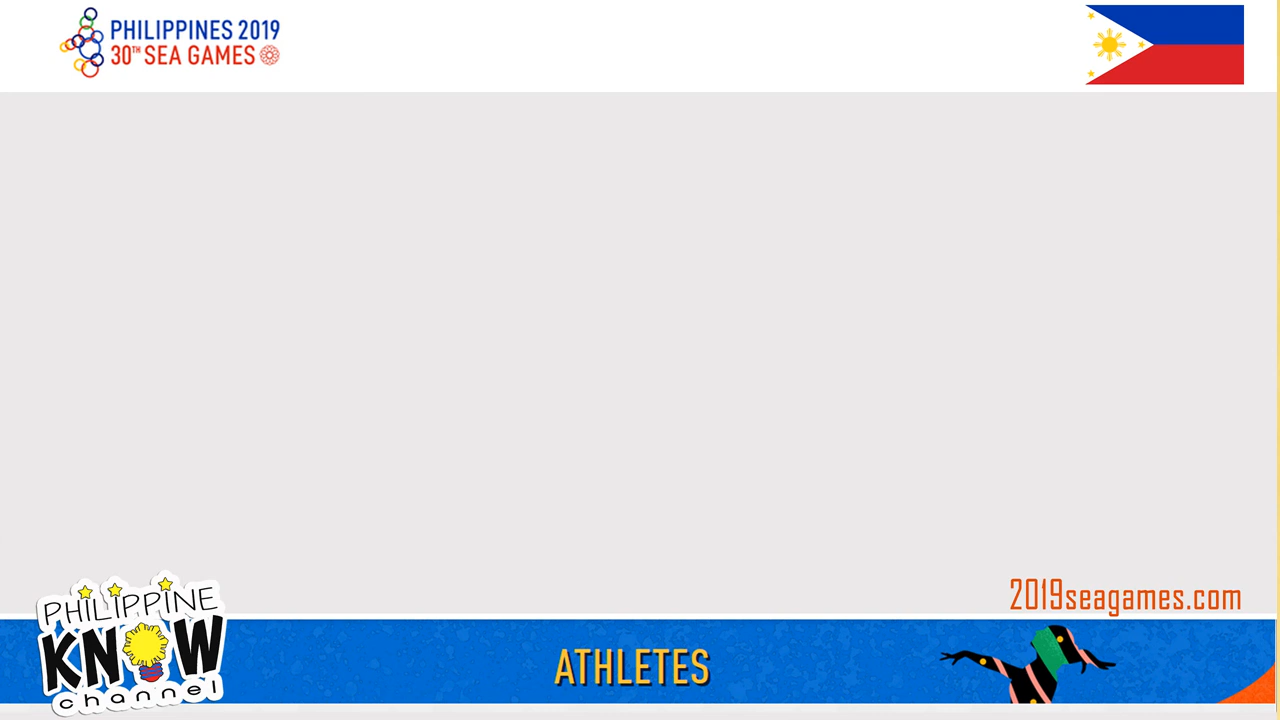 PHILIPPINES 2019
30TH SEA GAMES
2019seagames.com
PHILIPPINE
KNOW
channel
ATHLETES